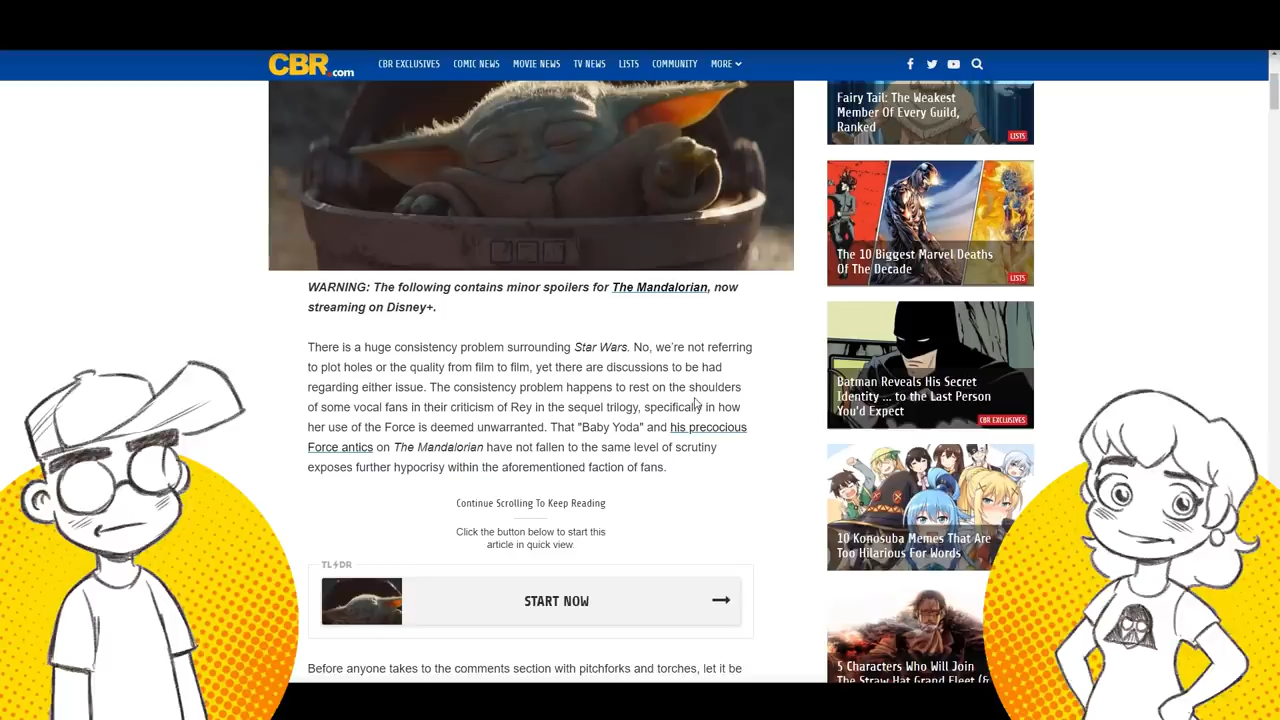 CBR.com
CBR EXCLUSIVES COMIC NEWS MOVIE NEWS TV NEWS LISTS COMMUNITY MORE
WARNING: The following contains minor spoilers for The Mandalorian, now
streaming on Disney+.
There is a huge consistency problem surrounding Star Wars. No, we're not referring
to plot holes or the quality from film to film, yet there are discussions to be had
regarding either issue. The consistency problem happens to rest on the shoulders
of some vocal fans in their criticism of Rey in the sequel trilogy, specifically in how
her use of the Force is deemed unwarranted. That "Baby Yoda" and his precocious
Force antics on The Mandalorian have not fallen to the same level of scrutiny
exposes further hypocrisy within the aforementioned faction of fans.
Continue Scrolling To Keep Reading
Click the button below to start this
article in quick view.
TL DR
START NOW
Before anyone takes to the comments section with pitchforks and torches, let it be
Fairy Tail: The Weakest
Member Of Every Guild,
Ranked
LISTS
The 10 Biggest Marvel Deaths
Of The Decade
LISTS
Batman Reveals His Secret
Identity ... to the Last Person
You'd Expect
CBR EXCLUSIVES
10 Konosuba Memes That Are
Too Hilarious For Words
LISTS
5 Characters Who Will Join
The Straw Hat Grand Fleet (&